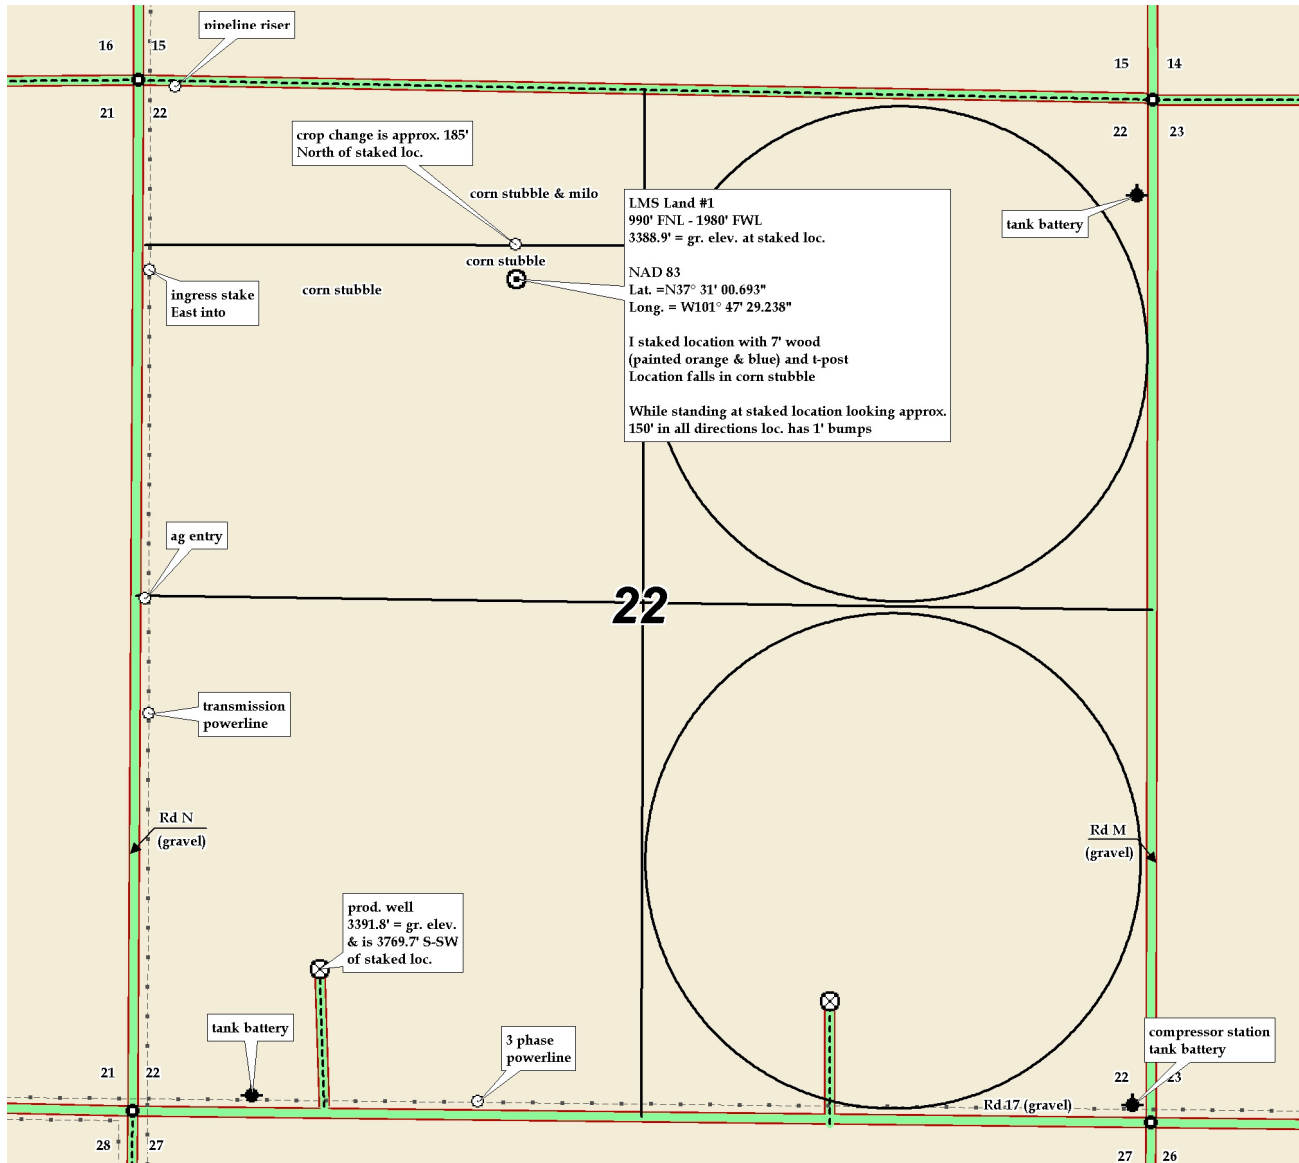 pipeline riser
16
15
15
14
21
22
22
23
crop change is approx. 185'
North of staked loc.
corn stubble & milo
LMS Land #1
990' FNL - 1980' FWL
3388.9' = gr. elev. at staked loc.
NAD 83
Lat. =N37° 31' 00.693"
Long. = W101° 47' 29.238"
I staked location with 7' wood
(painted orange & blue) and t-post
Location falls in corn stubble
While standing at staked location looking approx.
150' in all directions loc. has 1' bumps
tank battery
corn stubble
corn stubble
ingress stake
East into
ag entry
22
transmission
powerline
Rd N
(gravel)
Rd M
(gravel)
prod. well
3391.8' = gr. elev.
& is 3769.7' S-SW
of staked loc.
tank battery
3 phase
powerline
compressor station
tank battery
21
22
22
23
Rd 17 (gravel)
28
27
27
26